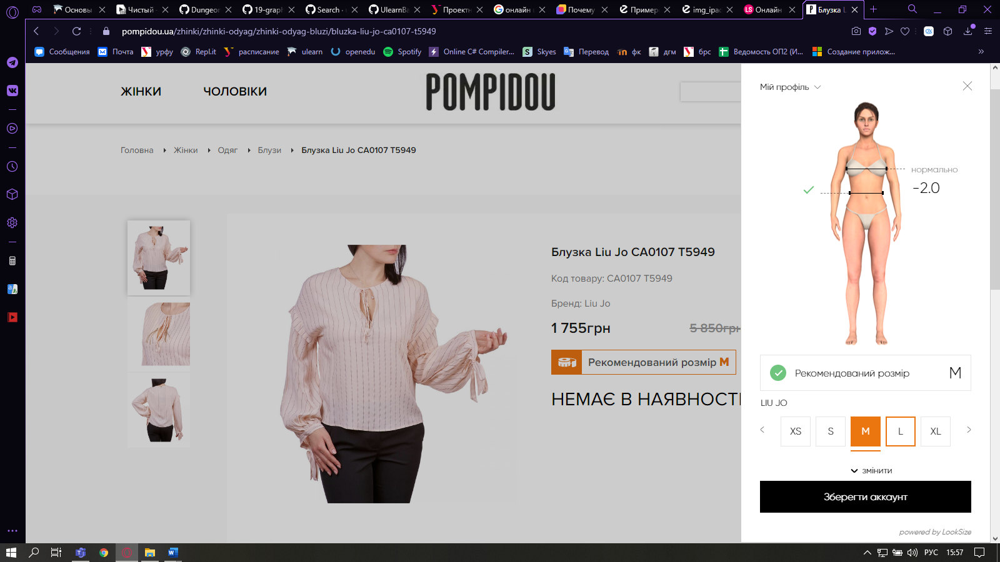 Основы
Чистый
Dungeon
19-graph
Search ·
UlearnBa
Проектн
онлайн
Почему
Пример
img_ipad
Онлайн
Блузка L
pompidou.ua/zhinki/zhinki-odyag/zhinki-odyag-bluzi/bluzka-liu-jo-ca0107-t5949
Сообщения
Почта
урфу
Repl.it
расписание
ulearn
openedu
Spotify
Online C# Compiler...
Skyes
Перевод
фк
дгм
брс
Ведомость ОП2 (И...
Создание прилож...
ЖІНКИ
ЧОЛОВІКИ
POMPIDOU
Мій профіль
Головна
Жінки
Одяг
Блузи
Блузка Liu Jo CA0107 T5949
нормально
-2.0
Блузка Liu Jo CA0107 T5949
Код товару: CA0107 T5949
Бренд: Liu Jo
1 755грн
5 850грн
Рекомендований розмір M
НЕМАЄ В НАЯВНОСТІ
Рекомендований розмір M
LIU JO
XS
S
M
L
XL
змінити
Зберегти аккаунт
powered by LookSize
РУС
15:57